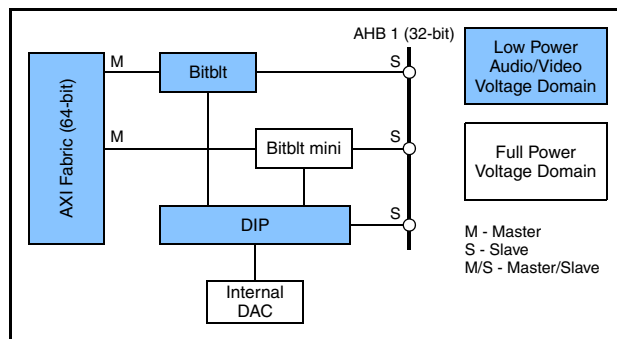 AHB 1 (32-bit)
M
Bitblt
S
Low Power
Audio/Video
Voltage Domain
AXI Fabric (64-bit)
M
Bitblt mini
S
Full Power
Voltage Domain
DIP
S
M - Master
S - Slave
M/S - Master/Slave
Internal
DAC